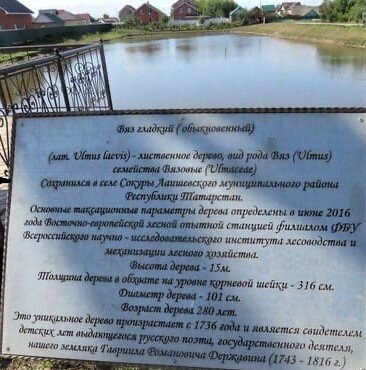 Вяз гладкий (обыкновенный)
(лат. Ulmus laevis) - лиственное дерево, вид рода Вяз (Ulmus)
семейства Вязовые (Ulmaceae)
Сохранился в селе Сокуры Лаишевского муниципального района
Республики Татарстан.
Основные таксационные параметры дерева определены в июне 2016
года Восточно-европейской лесной опытной станцией филиалом ФБУ
Всероссийского научно - исследовательского института лесоводства и
механизации лесного хозяйства.
Высота дерева - 15м.
Толщина дерева в обхвате на уровне корневой шейки - 316 см.
Диаметр дерева - 101 см.
Возраст дерева 280 лет.
Это уникальное дерево произрастает с 1736 года и является свидетелем
детских лет выдающегося русского поэта, государственного деятеля,
нашего земляка Гавриила Романовича Державина (1743 - 1816 г.)